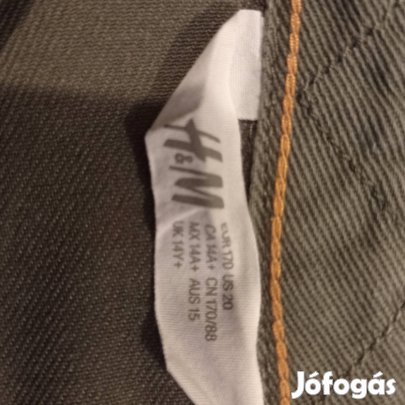 H&M
EUR 170 US 20
CA 14A+ CN 170/88
MX 14A+ AUS 15
UK 14Y+
Jófogás